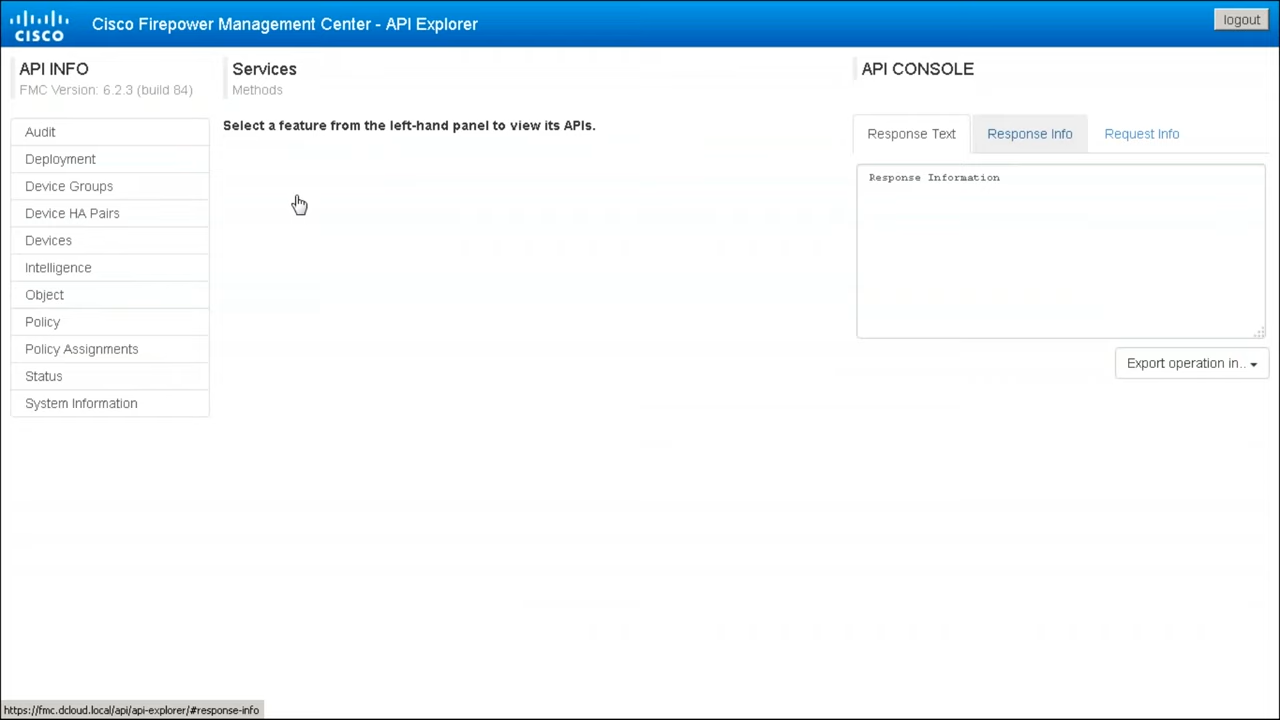 CISCO
Cisco Firepower Management Center - API Explorer
logout
API INFO
FMC Version: 6.2.3 (build 84)
Audit
Deployment
Device Groups
Device HA Pairs
Devices
Intelligence
Object
Policy
Policy Assignments
Status
System Information
Services
Methods
Select a feature from the left-hand panel to view its APIs.
API CONSOLE
Response Text Response Info Request Info
Response Information
Export operation in..
https://fmc.dcloud.local/api/api-explorer/#response-info